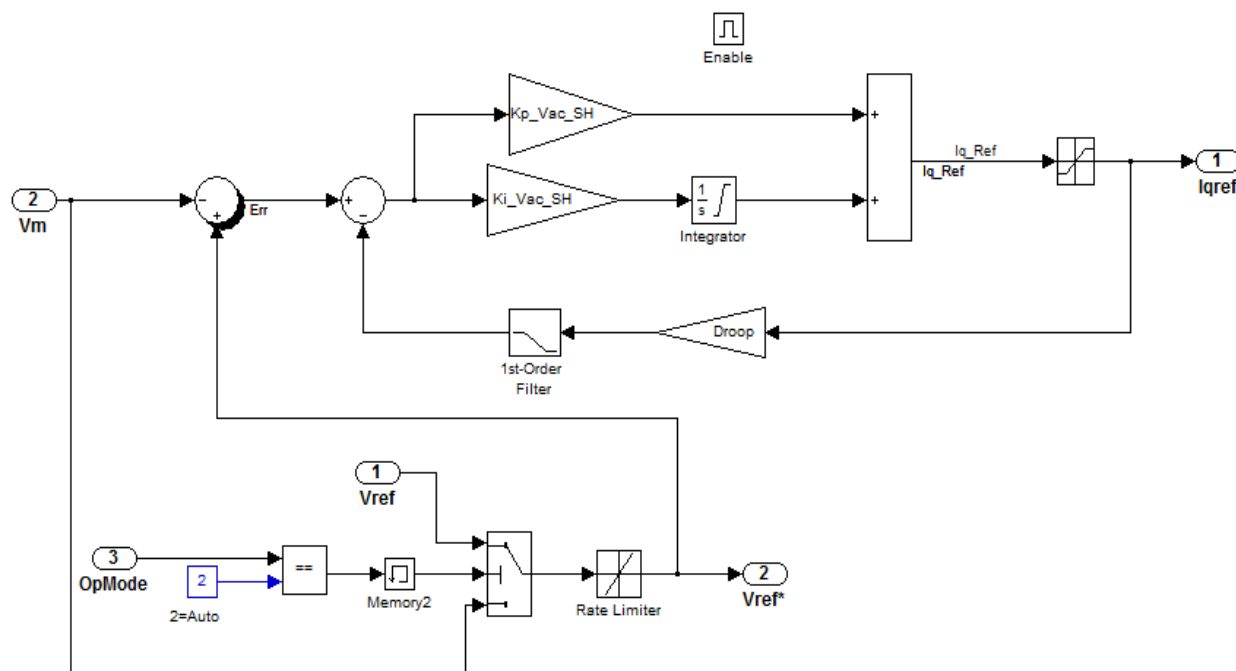 Enable
Kp_Vac_SH
+
Iq_Ref
Iq_Ref
1
Iqref
2
Vm
-
+
Err
+
-
Ki_Vac_SH
1
s
Integrator
+
Droop
1st-Order
Filter
1
Vref
3
OpMode
==
2
2=Auto
Memory2
Rate Limiter
2
Vref*